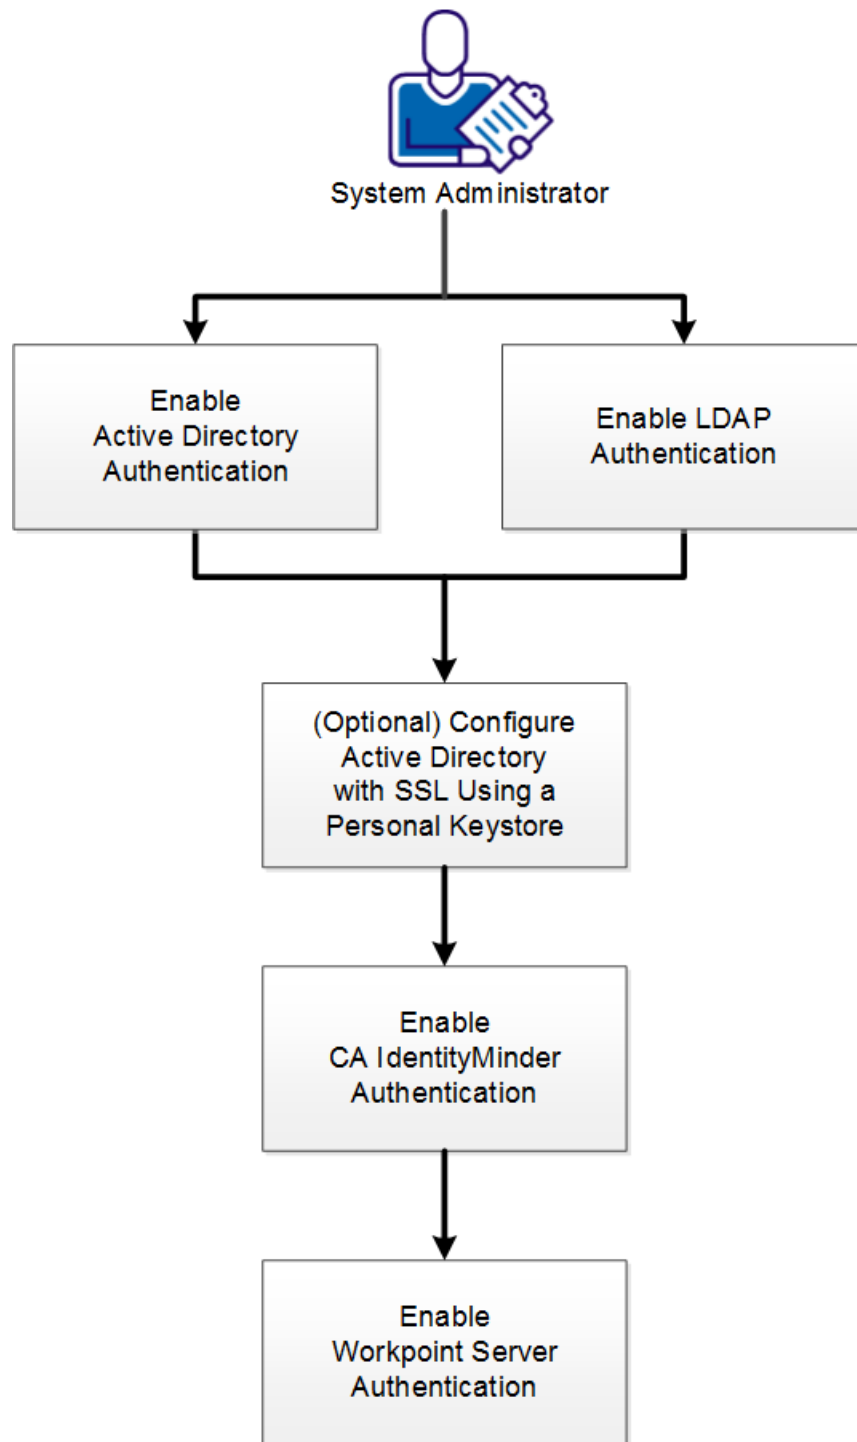 System Administrator
Enable
Active Directory
Authentication
Enable LDAP
Authentication
(Optional) Configure
Active Directory
with SSL Using a
Personal Keystore
Enable
CA IdentityMinder
Authentication
Enable
Workpoint Server
Authentication